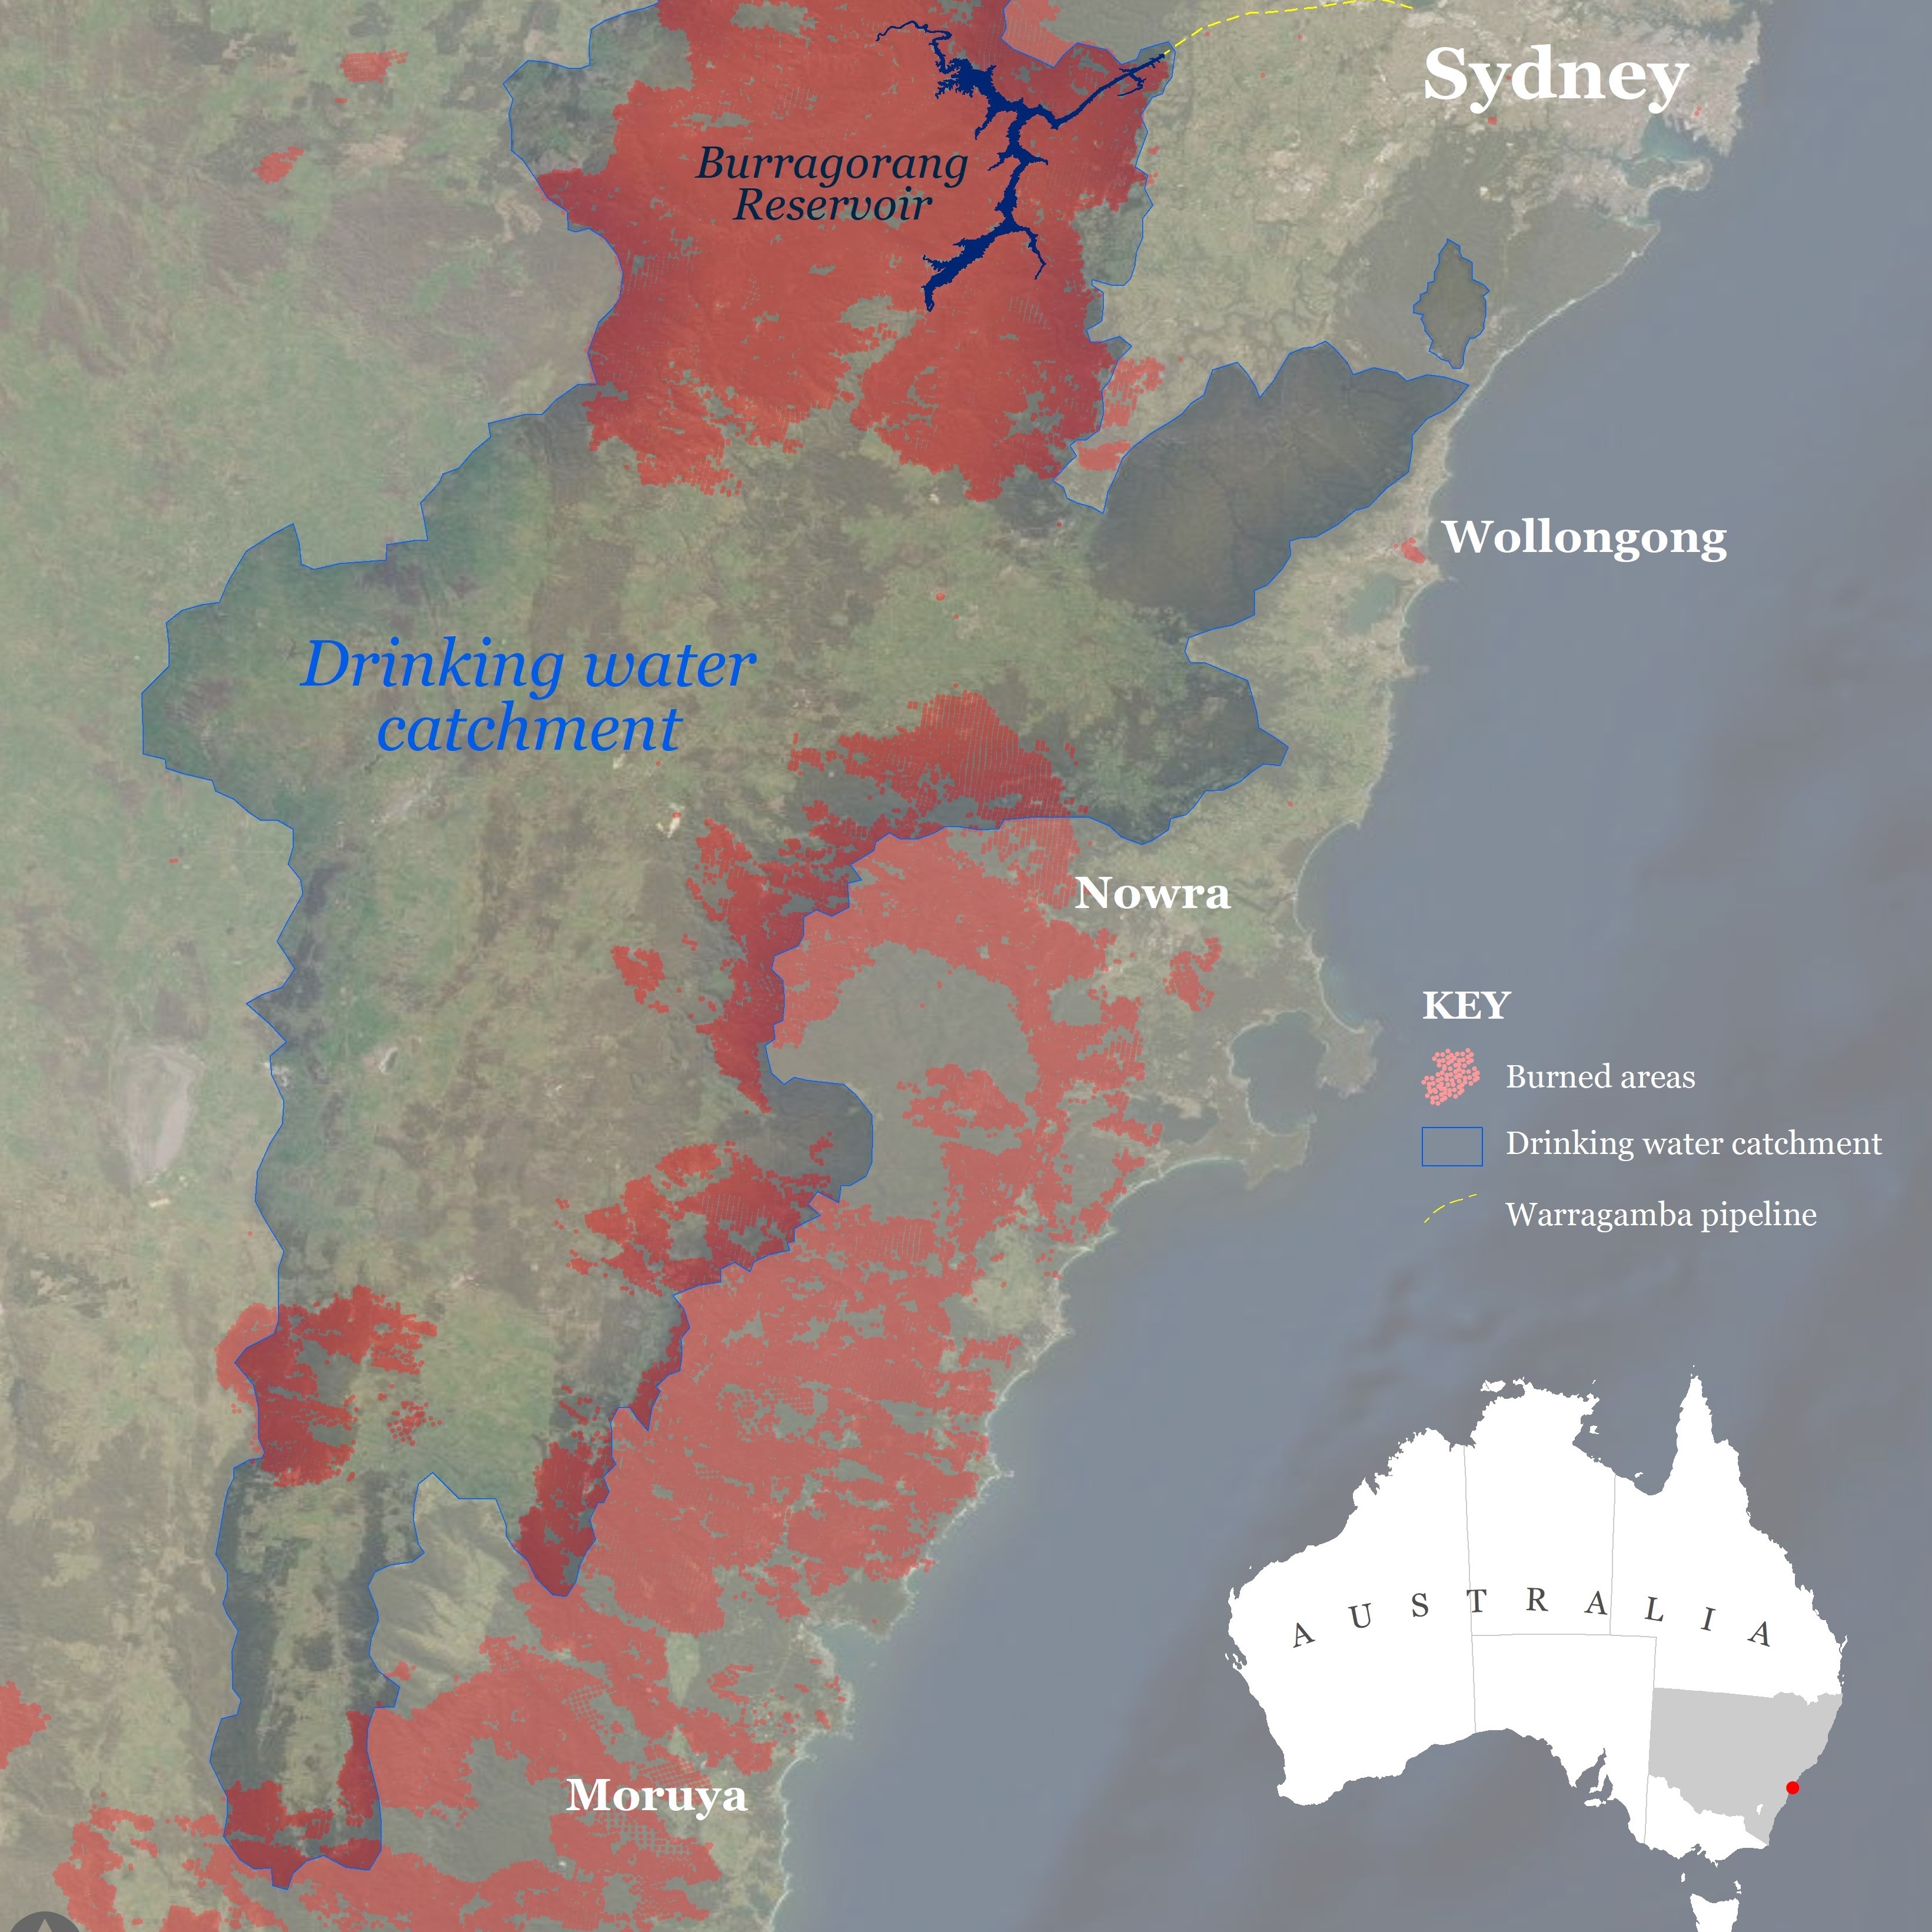 Sydney
Burragorang
Reservoir
Wollongong
Drinking water
catchment
Nowra
KEY
Burned areas
Drinking water catchment
Warragamba pipeline
AUSTRALIA
Moruya